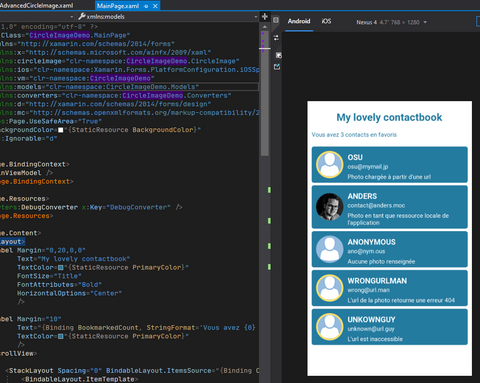 AdvancedCircleImage.xaml MainPage.xaml
xmlns:models
1.0" encoding="utf-8" ?>
Class="CircleImageDemo.MainPage
lns="http://xamarin.com/schemas/2014/forms"
lns:x="http://schemas.microsoft.com/winfx/2009/xaml"
lns:circleimage="clr-namespace:CircleImageDemo.CircleImage"
lns:ios="clr-namespace:Xamarin.Forms.PlatformConfiguration.iOSSp
lns:vm="clr-namespace:CircleImageDemo"
lns:models="clr-namespace:CircleImageDemo.Models"
lns:converters="clr-namespace:CircleImageDemo.Converters"
lns:d="http://xamarin.com/schemas/2014/forms/design"
lns:mc="http://schemas.openxmlformats.org/markup-compatibility/2
s:Page.UseSafeArea="True"
ackgroundColor="{StaticResource BackgroundColor}"
:Ignorable="d"
ge.BindingContext>
inViewModel />
age.BindingContext>
ge.Resources>
rters:DebugConverter x:Key="DebugConverter" />
age.Resources>
ge.Content>
Layout>
abel Margin="0,20,0,0"
Text="My lovely contactbook"
TextColor="{StaticResource PrimaryColor}"
FontSize="Title"
FontAttributes="Bold"
HorizontalOptions="Center"
/>
abel Margin="10"
Text="{Binding BookmarkedCount, StringFormat='Vous avez {0}
TextColor="{StaticResource PrimaryColor}"
/>
crollView>
<StackLayout Spacing="0" BindableLayout.ItemsSource="{Binding C
<BindableLayout.ItemTemplate>
Android iOS Nexus 4 4.7" 768 × 1280
My lovely contactbook
Vous avez 3 contacts en favoris
OSU
osu@mymail.jp
Photo chargée à partir d'une url
ANDERS
contact@anders.moc
Photo en tant que ressource locale de
l'application
ANONYMOUS
ano@nym.ous
Aucune photo renseignée
WRONGURLMAN
wrong@url.man
L'url de la photo retourne une erreur 404
UNKOWNGUY
unknown@url.guy
L'url est inaccessible